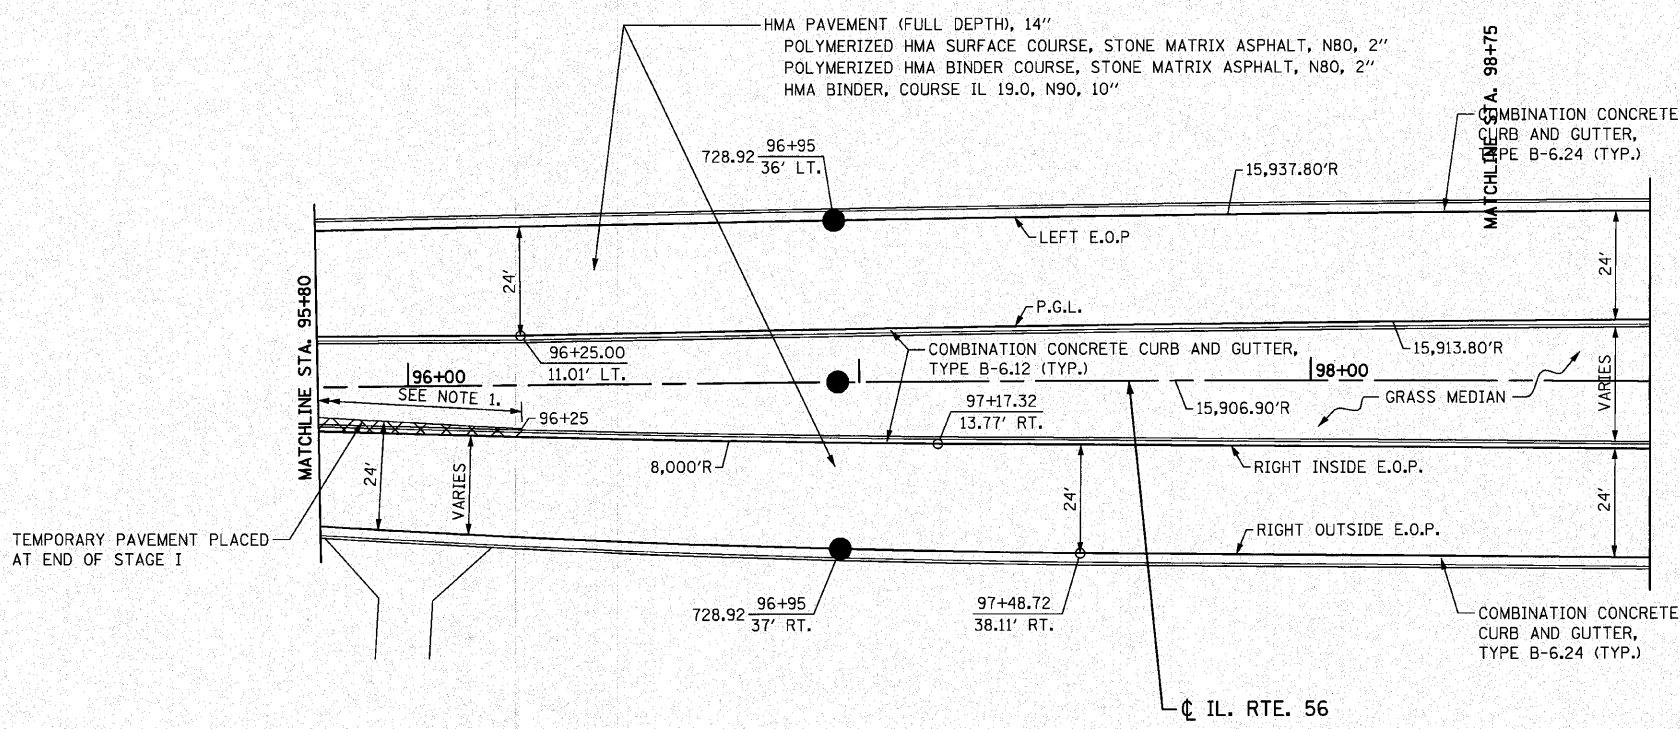 HMA PAVEMENT (FULL DEPTH), 14"
POLYMERIZED HMA SURFACE COURSE, STONE MATRIX ASPHALT, N80, 2"
POLYMERIZED HMA BINDER COURSE, STONE MATRIX ASPHALT, N80, 2"
HMA BINDER, COURSE IL 19.0, N90, 10"
MATCHLINE STA. 98+75
COMBINATION CONCRETE
CURB AND GUTTER,
TYPE B-6.24 (TYP.)
728.92
96+95
36' LT.
15,937.80'R
LEFT E.O.P
24'
24'
MATCHLINE STA. 95+80
P.G.L.
96+25.00
11.01' LT.
COMBINATION CONCRETE CURB AND GUTTER,
TYPE B-6.12 (TYP.)
15,913.80'R
VARIES
96+00
98+00
SEE NOTE 1.
GRASS MEDIAN
15,906.90'R
97+17.32
13.77' RT.
96+25
8,000'R
RIGHT INSIDE E.O.P.
24'
VARIES
24'
24'
TEMPORARY PAVEMENT PLACED
AT END OF STAGE I
RIGHT OUTSIDE E.O.P.
728.92
96+95
37' RT.
97+48.72
38.11' RT.
COMBINATION CONCRETE
CURB AND GUTTER,
TYPE B-6.24 (TYP.)
℄ IL. RTE. 56